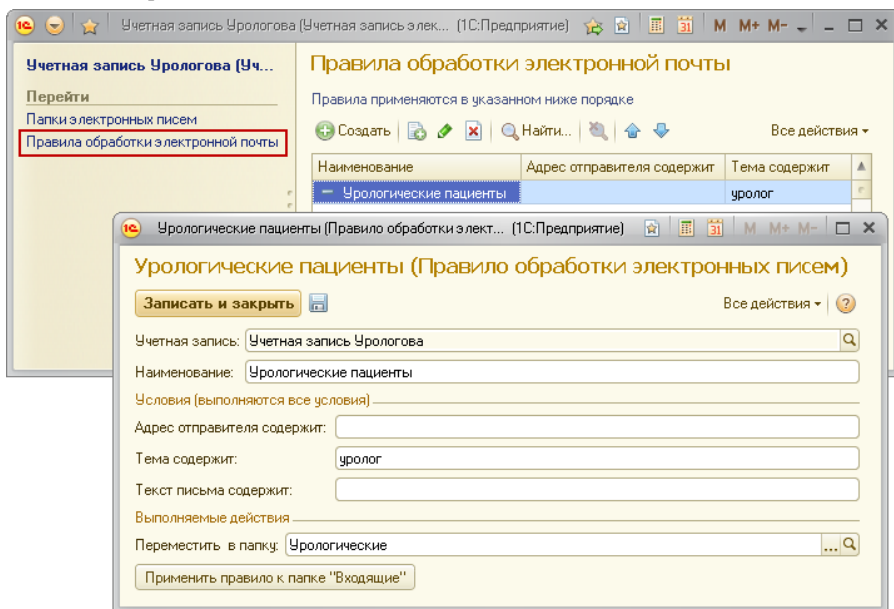 Учетная запись Урологова (Учетная запись элек... (1С:Предприятие) 31 M M+ M-
Учетная запись Урологова (Уч...
Перейти
Папки электронных писем
Правила обработки электронной почты
Правила обработки электронной почты
Правила применяются в указанном ниже порядке
Создать Найти... Все действия
Наименование Адрес отправителя содержит Тема содержит
Урологические пациенты уролог
Урологические пациенты (Правило обработки элект... (1С:Предприятие) 31 M M+ M-
Урологические пациенты (Правило обработки электронных писем)
Записать и закрыть Все действия ?
Учетная запись: Учетная запись Урологова
Наименование: Урологические пациенты
Условия (выполняются все условия)
Адрес отправителя содержит:
Тема содержит: уролог
Текст письма содержит:
Выполняемые действия
Переместить в папку: Урологические ...
Применить правило к папке "Входящие"